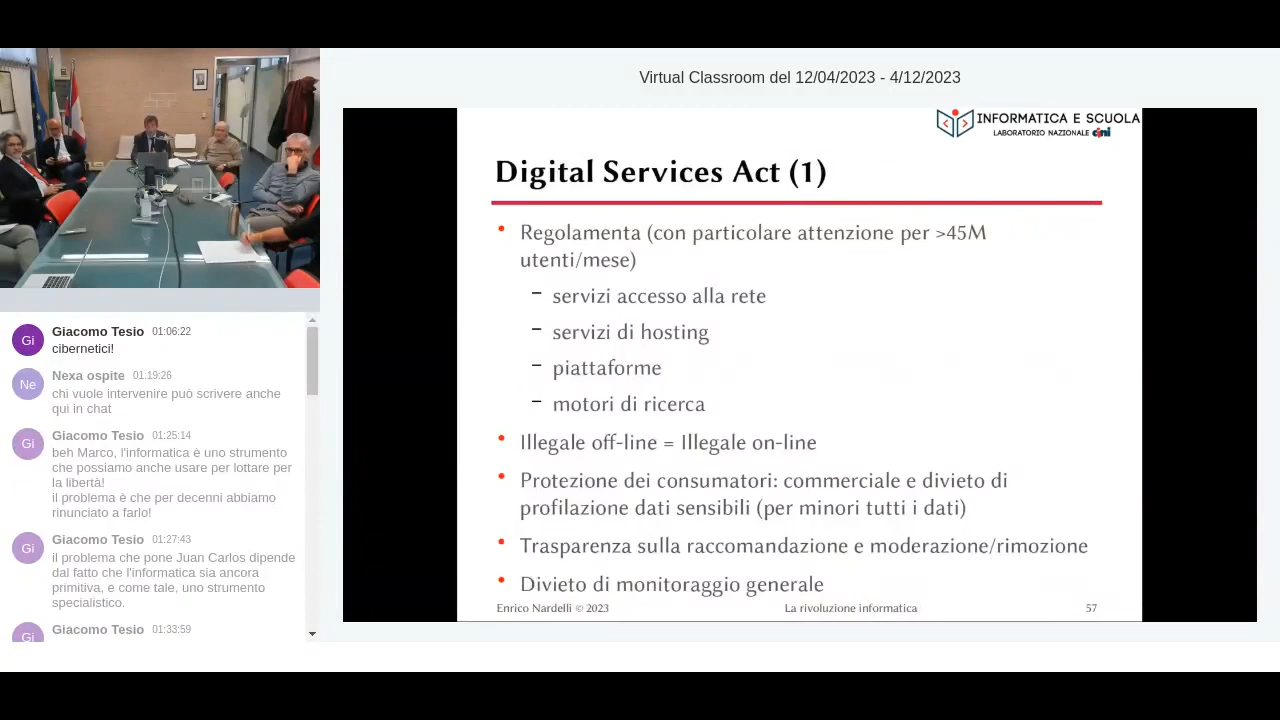 Virtual Classroom del 12/04/2023 - 4/12/2023
INFORMATICA E SCUOLA
LABORATORIO NAZIONALE cini
Digital Services Act (1)
• Regolamenta (con particolare attenzione per >45M
utenti/mese)
– servizi accesso alla rete
– servizi di hosting
– piattaforme
– motori di ricerca
• Illegale off-line = Illegale on-line
• Protezione dei consumatori: commerciale e divieto di
profilazione dati sensibili (per minori tutti i dati)
• Trasparenza sulla raccomandazione e moderazione/rimozione
• Divieto di monitoraggio generale
Enrico Nardelli © 2023 La rivoluzione informatica 57
Gi Giacomo Tesio 01:06:22
cibernetici!
Ne Nexa ospite 01:19:26
chi vuole intervenire può scrivere anche
qui in chat
Gi Giacomo Tesio 01:25:14
beh Marco, l'informatica è uno strumento
che possiamo anche usare per lottare per
la libertà!
il problema è che per decenni abbiamo
rinunciato a farlo!
Gi Giacomo Tesio 01:27:43
il problema che pone Juan Carlos dipende
dal fatto che l'informatica sia ancora
primitiva, e come tale, uno strumento
specialistico.
Gi Giacomo Tesio 01:33:59